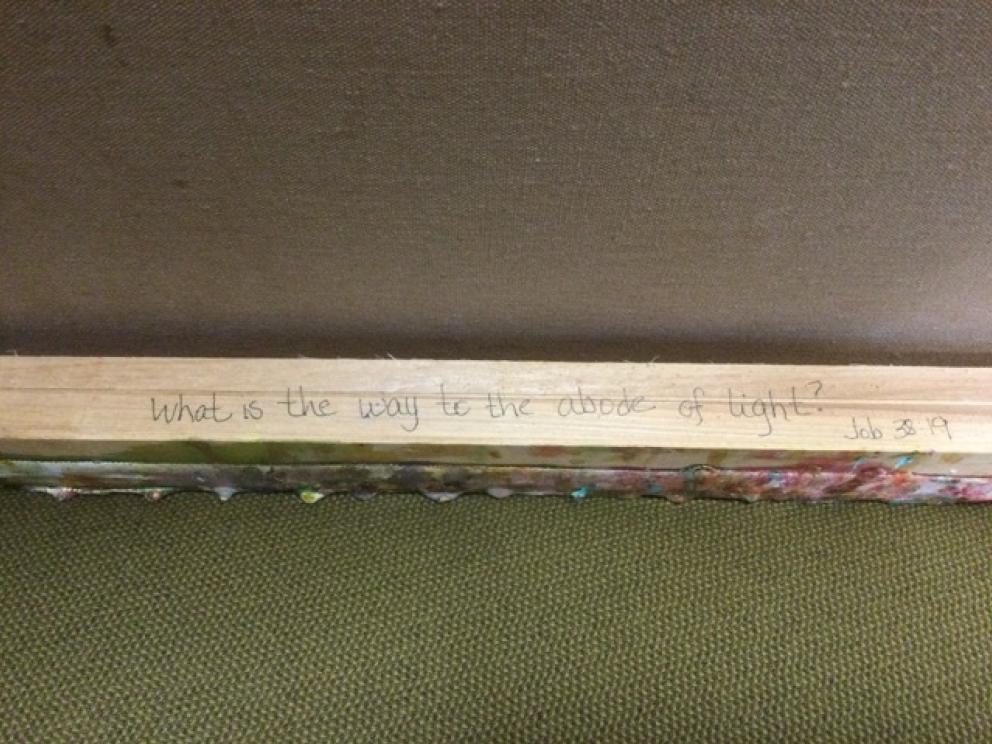 What is the way to the abode of light?
Job 38 19